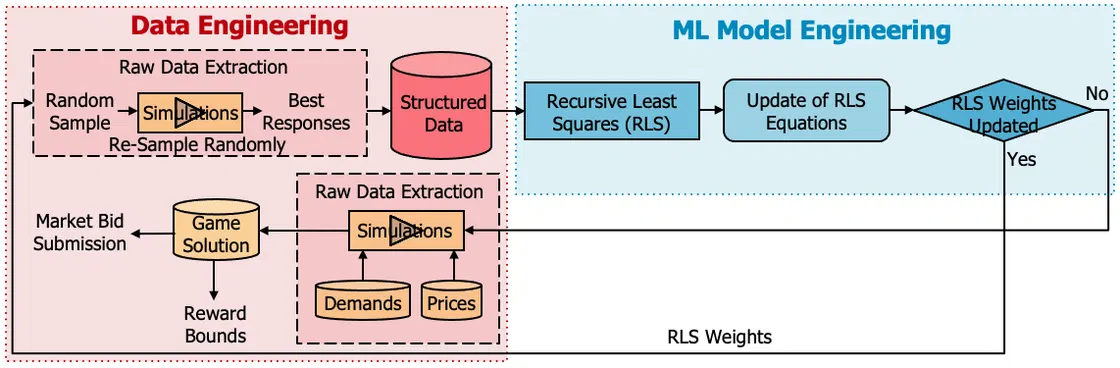 Data Engineering
ML Model Engineering
Raw Data Extraction
Random
Sample
Simulations
Best
Responses
Re-Sample Randomly
Structured
Data
Recursive Least
Squares (RLS)
Update of RLS
Equations
RLS Weights
Updated
No
Yes
Raw Data Extraction
Market Bid
Submission
Game
Solution
Simulations
Demands
Prices
Reward
Bounds
RLS Weights